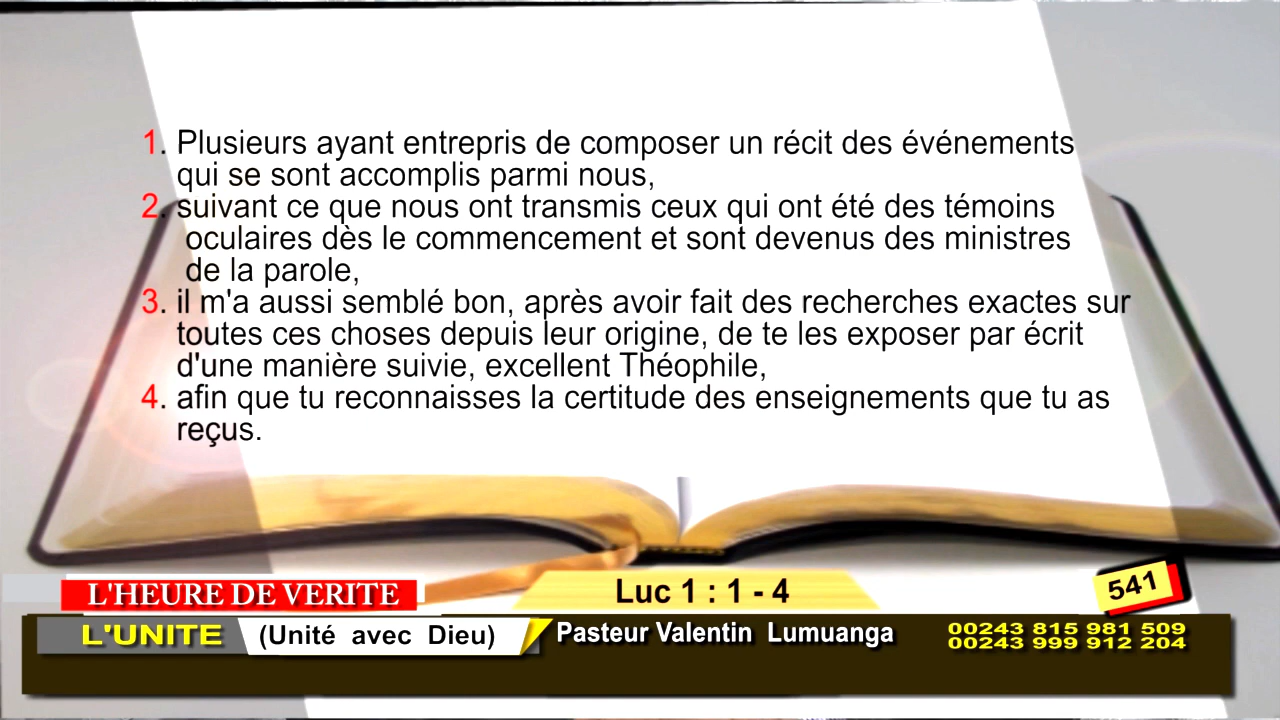 1. Plusieurs ayant entrepris de composer un récit des événements
qui se sont accomplis parmi nous,
2. suivant ce que nous ont transmis ceux qui ont été des témoins
oculaires dès le commencement et sont devenus des ministres
de la parole,
3. il m'a aussi semblé bon, après avoir fait des recherches exactes sur
toutes ces choses depuis leur origine, de te les exposer par écrit
d'une manière suivie, excellent Théophile,
4. afin que tu reconnaisses la certitude des enseignements que tu as
reçus.
L'HEURE DE VERITE
Luc 1 : 1 - 4
541
L'UNITE (Unité avec Dieu)
Pasteur Valentin Lumuanga
00243 815 981 509
00243 999 912 204